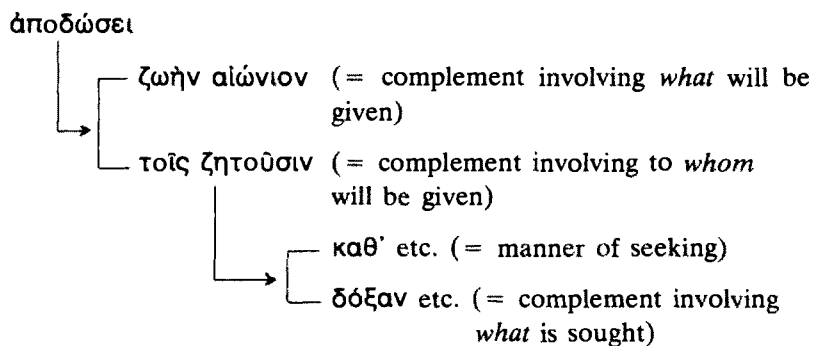 ἀποδώσει
ζωὴν αἰώνιον (= complement involving what will be
given)
τοῖς ζητοῦσιν (= complement involving to whom
will be given)
καθ' etc. (= manner of seeking)
δόξαν etc. (= complement involving
what is sought)